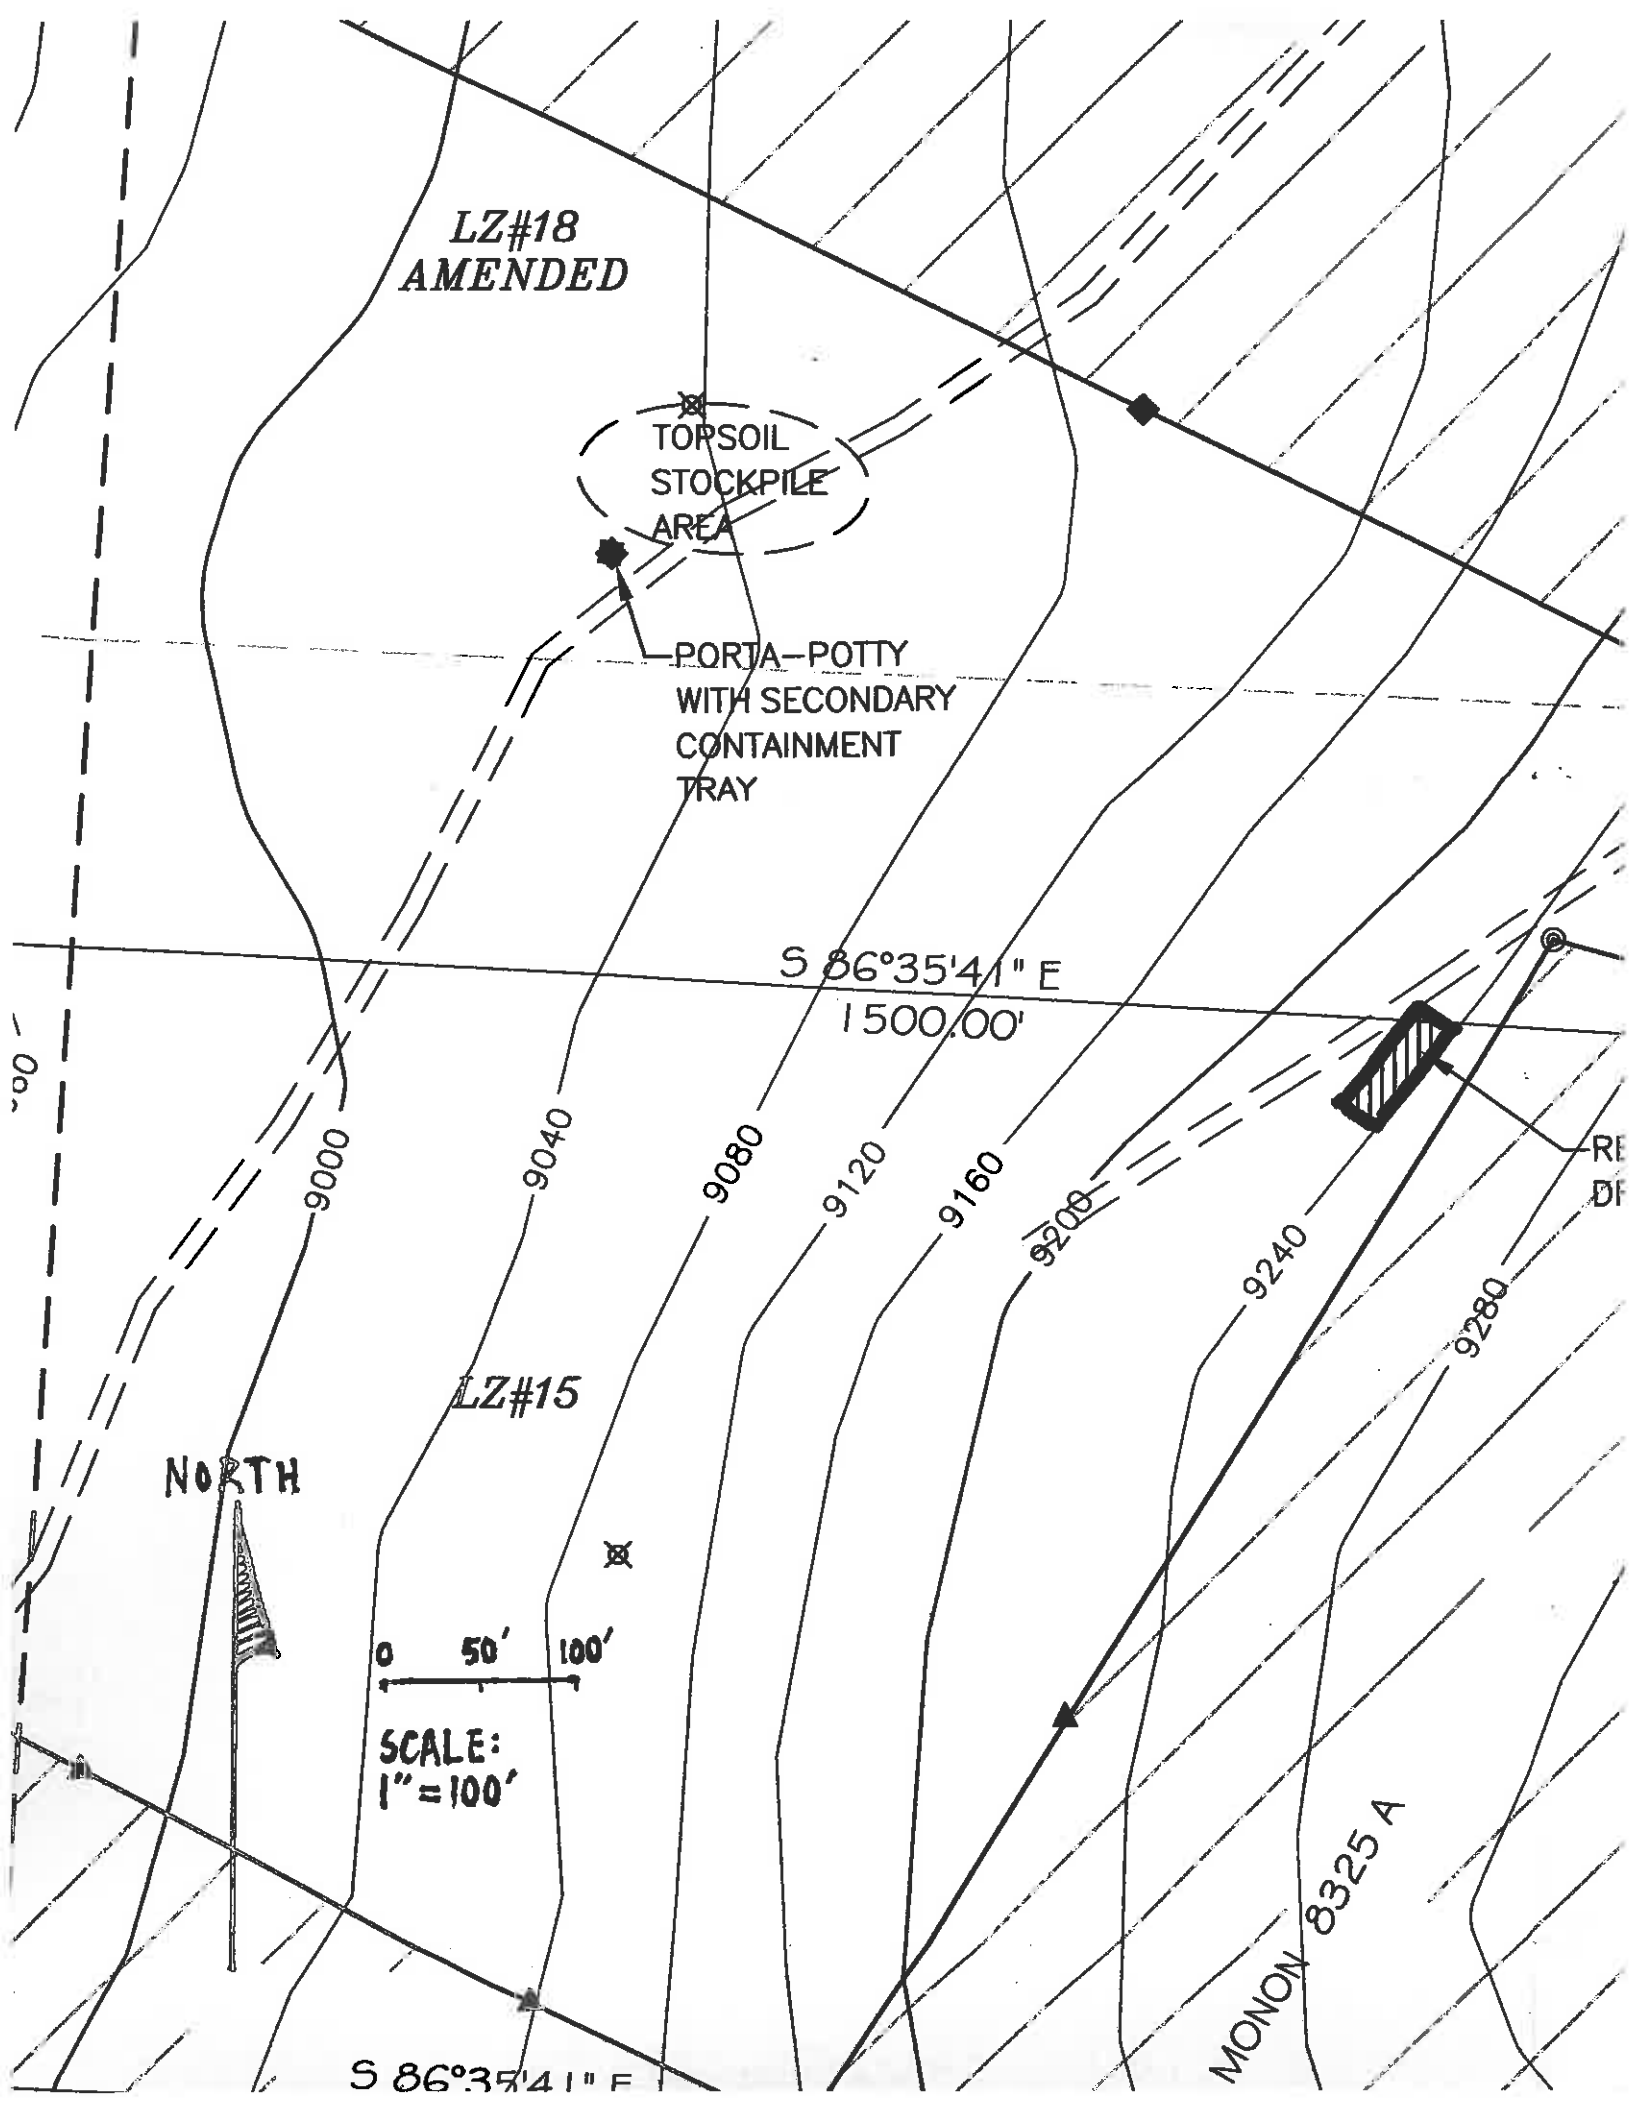 LZ#18
AMENDED
TOPSOIL
STOCKPILE
AREA
PORTA-POTTY
WITH SECONDARY
CONTAINMENT
TRAY
S 86°35'41" E
1500.00'
9000
9040
9080
9120
9160
9200
9240
9280
LZ#15
NORTH
0 50' 100'
SCALE:
1"=100'
MONON 8325 A
S 86°35'41" E